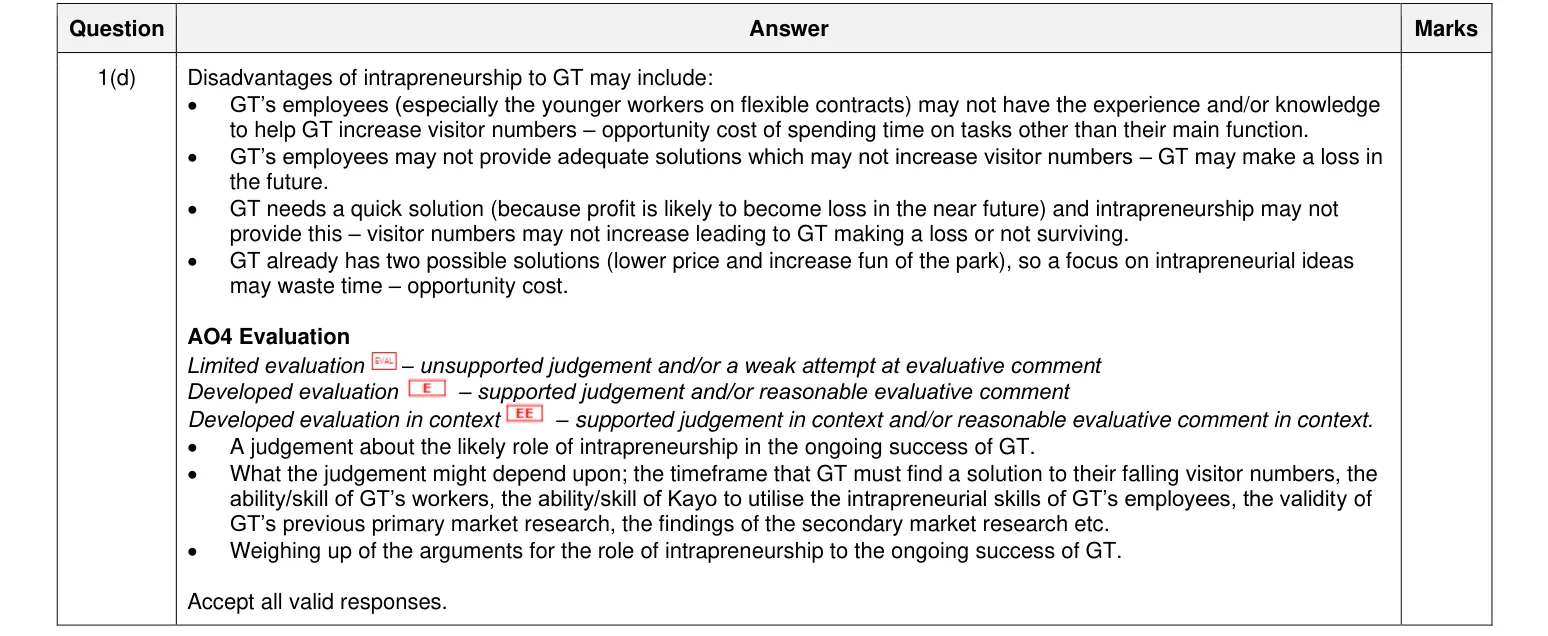 Question Answer Marks
1(d) Disadvantages of intrapreneurship to GT may include:
• GT’s employees (especially the younger workers on flexible contracts) may not have the experience and/or knowledge
to help GT increase visitor numbers – opportunity cost of spending time on tasks other than their main function.
• GT’s employees may not provide adequate solutions which may not increase visitor numbers – GT may make a loss in
the future.
• GT needs a quick solution (because profit is likely to become loss in the near future) and intrapreneurship may not
provide this – visitor numbers may not increase leading to GT making a loss or not surviving.
• GT already has two possible solutions (lower price and increase fun of the park), so a focus on intrapreneurial ideas
may waste time – opportunity cost.
AO4 Evaluation
Limited evaluation EVAL – unsupported judgement and/or a weak attempt at evaluative comment
Developed evaluation E – supported judgement and/or reasonable evaluative comment
Developed evaluation in context EE – supported judgement in context and/or reasonable evaluative comment in context.
• A judgement about the likely role of intrapreneurship in the ongoing success of GT.
• What the judgement might depend upon; the timeframe that GT must find a solution to their falling visitor numbers, the
ability/skill of GT’s workers, the ability/skill of Kayo to utilise the intrapreneurial skills of GT’s employees, the validity of
GT’s previous primary market research, the findings of the secondary market research etc.
• Weighing up of the arguments for the role of intrapreneurship to the ongoing success of GT.
Accept all valid responses.